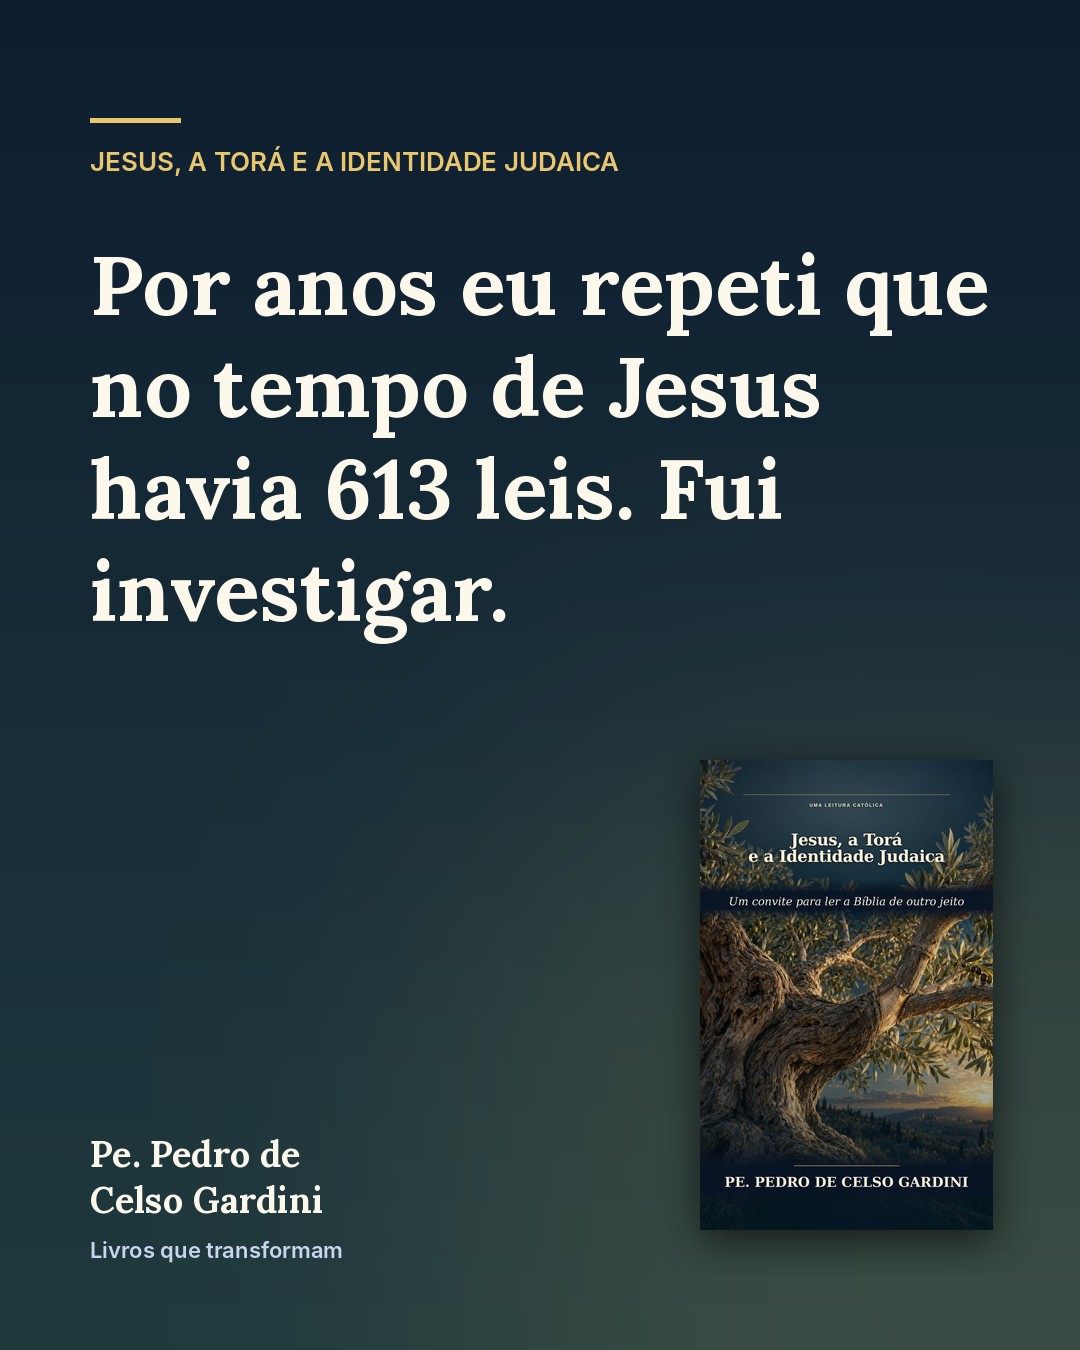 JESUS, A TORÁ E A IDENTIDADE JUDAICA
Por anos eu repeti que
no tempo de Jesus
havia 613 leis. Fui
investigar.
UMA LEITURA CATÓLICA
Jesus, a Torá
e a Identidade Judaica
Um convite para ler a Bíblia de outro jeito
PE. PEDRO DE CELSO GARDINI
Pe. Pedro de
Celso Gardini
Livros que transformam